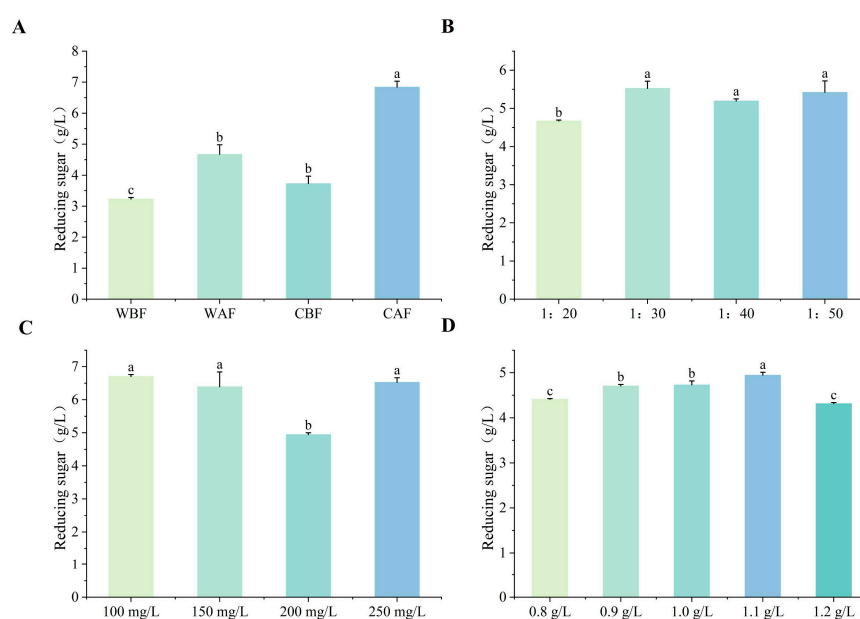 A
Reducing sugar（g/L）
8
7
6
5
4
3
2
1
0
c
b
b
a
WBF
WAF
CBF
CAF
B
Reducing sugar（g/L）
6
5
4
3
2
1
0
b
a
a
a
1：20
1：30
1：40
1：50
C
Reducing sugar（g/L）
7
6
5
4
3
2
1
0
a
a
b
a
100 mg/L
150 mg/L
200 mg/L
250 mg/L
D
Reducing sugar（g/L）
5
4
3
2
1
0
c
b
b
a
c
0.8 g/L
0.9 g/L
1.0 g/L
1.1 g/L
1.2 g/L